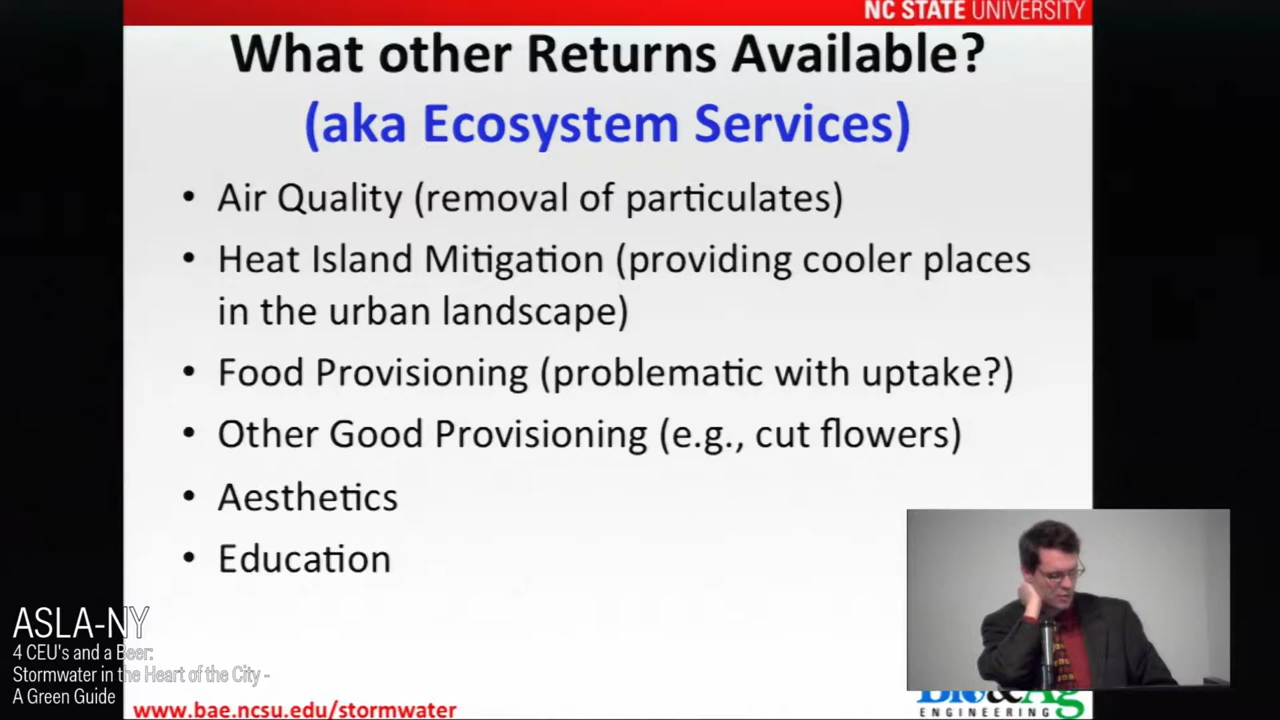 NC STATE UNIVERSITY
What other Returns Available?
(aka Ecosystem Services)
• Air Quality (removal of particulates)
• Heat Island Mitigation (providing cooler places
in the urban landscape)
• Food Provisioning (problematic with uptake?)
• Other Good Provisioning (e.g., cut flowers)
• Aesthetics
• Education
ASLA-NY
4 CEU's and a Beer:
Stormwater in the Heart of the City -
A Green Guide
www.bae.ncsu.edu/stormwater
ENGINEERING